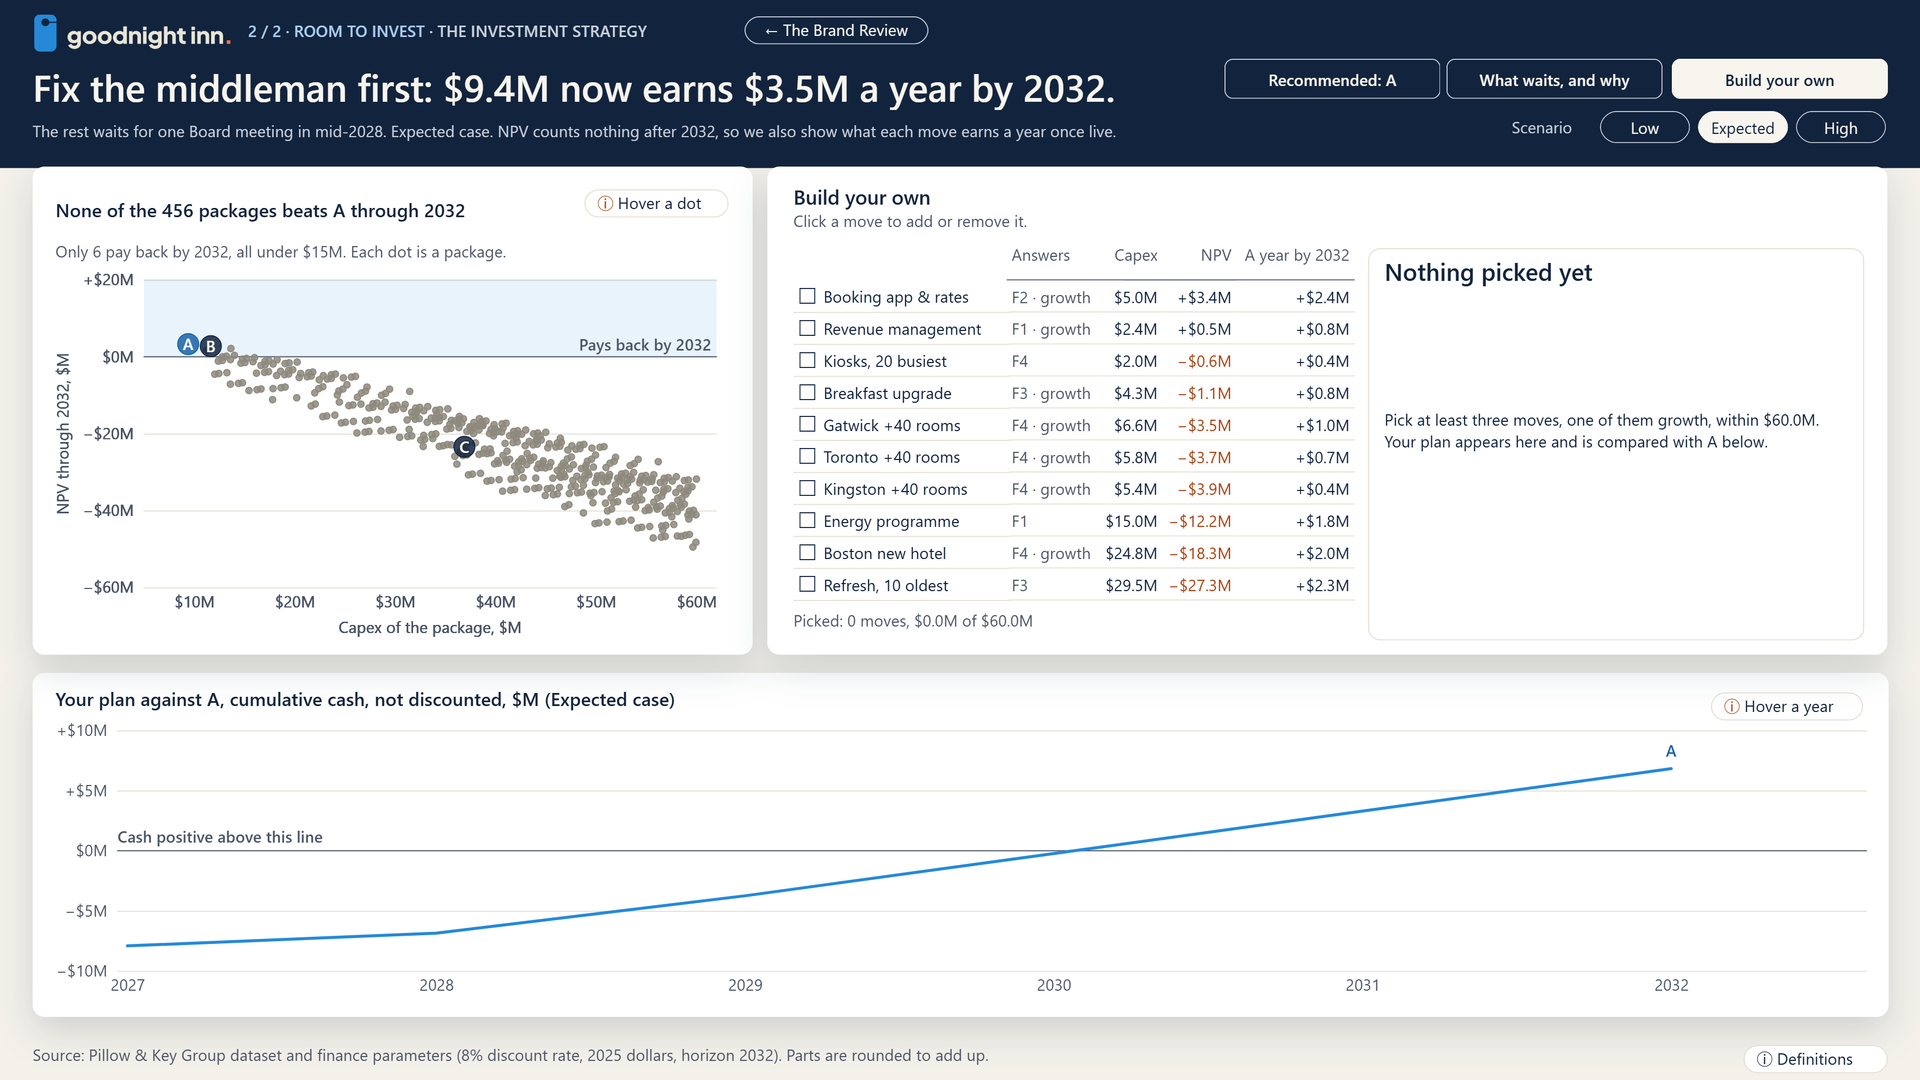 goodnight inn.
2 / 2 · ROOM TO INVEST · THE INVESTMENT STRATEGY
← The Brand Review
Fix the middleman first: $9.4M now earns $3.5M a year by 2032.
The rest waits for one Board meeting in mid-2028. Expected case. NPV counts nothing after 2032, so we also show what each move earns a year once live.
Recommended: A
What waits, and why
Build your own
Scenario
Low
Expected
High
None of the 456 packages beats A through 2032
ⓘ Hover a dot
Only 6 pay back by 2032, all under $15M. Each dot is a package.
+$20M
$0M
−$20M
−$40M
−$60M
NPV through 2032, $M
Pays back by 2032
A
B
C
$10M
$20M
$30M
$40M
$50M
$60M
Capex of the package, $M
Build your own
Click a move to add or remove it.
Answers Capex NPV A year by 2032
Booking app & rates F2 · growth $5.0M +$3.4M +$2.4M
Revenue management F1 · growth $2.4M +$0.5M +$0.8M
Kiosks, 20 busiest F4 $2.0M −$0.6M +$0.4M
Breakfast upgrade F3 · growth $4.3M −$1.1M +$0.8M
Gatwick +40 rooms F4 · growth $6.6M −$3.5M +$1.0M
Toronto +40 rooms F4 · growth $5.8M −$3.7M +$0.7M
Kingston +40 rooms F4 · growth $5.4M −$3.9M +$0.4M
Energy programme F1 $15.0M −$12.2M +$1.8M
Boston new hotel F4 · growth $24.8M −$18.3M +$2.0M
Refresh, 10 oldest F3 $29.5M −$27.3M +$2.3M
Picked: 0 moves, $0.0M of $60.0M
Nothing picked yet
Pick at least three moves, one of them growth, within $60.0M.
Your plan appears here and is compared with A below.
Your plan against A, cumulative cash, not discounted, $M (Expected case)
ⓘ Hover a year
+$10M
+$5M
$0M
−$5M
−$10M
Cash positive above this line
A
2027
2028
2029
2030
2031
2032
Source: Pillow & Key Group dataset and finance parameters (8% discount rate, 2025 dollars, horizon 2032). Parts are rounded to add up.
ⓘ Definitions